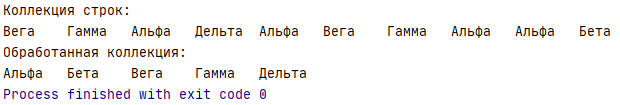 Коллекция строк:
Вега Гамма Альфа Дельта Альфа Вега Гамма Альфа Альфа Бета
Обработанная коллекция:
Альфа Бета Вега Гамма Дельта
Process finished with exit code 0